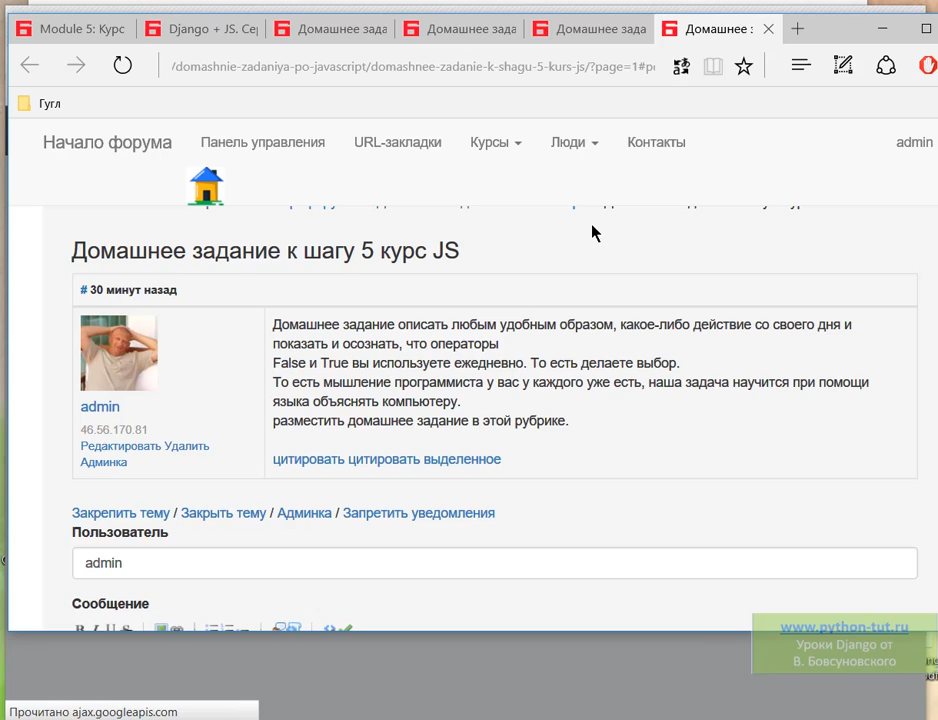 Module 5: Курс
Django + JS. Сер
Домашнее зада
Домашнее зада
Домашнее зада
Домашнее :
/domashnie-zadaniya-po-javascript/domashnee-zadanie-k-shagu-5-kurs-js/?page=1#p
Гугл
Начало форума
Панель управления
URL-закладки
Курсы
Люди
Контакты
admin
Домашнее задание к шагу 5 курс JS
# 30 минут назад
Домашнее задание описать любым удобным образом, какое-либо действие со своего дня и
показать и осознать, что операторы
False и True вы используете ежедневно. То есть делаете выбор.
То есть мышление программиста у вас у каждого уже есть, наша задача научится при помощи
языка объяснять компьютеру.
разместить домашнее задание в этой рубрике.
admin
46.56.170.81
Редактировать Удалить
Админка
цитировать цитировать выделенное
Закрепить тему / Закрыть тему / Админка / Запретить уведомления
Пользователь
admin
Сообщение
www.python-tut.ru
Уроки Django от
В. Бовсуновского
Прочитано ajax.googleapis.com